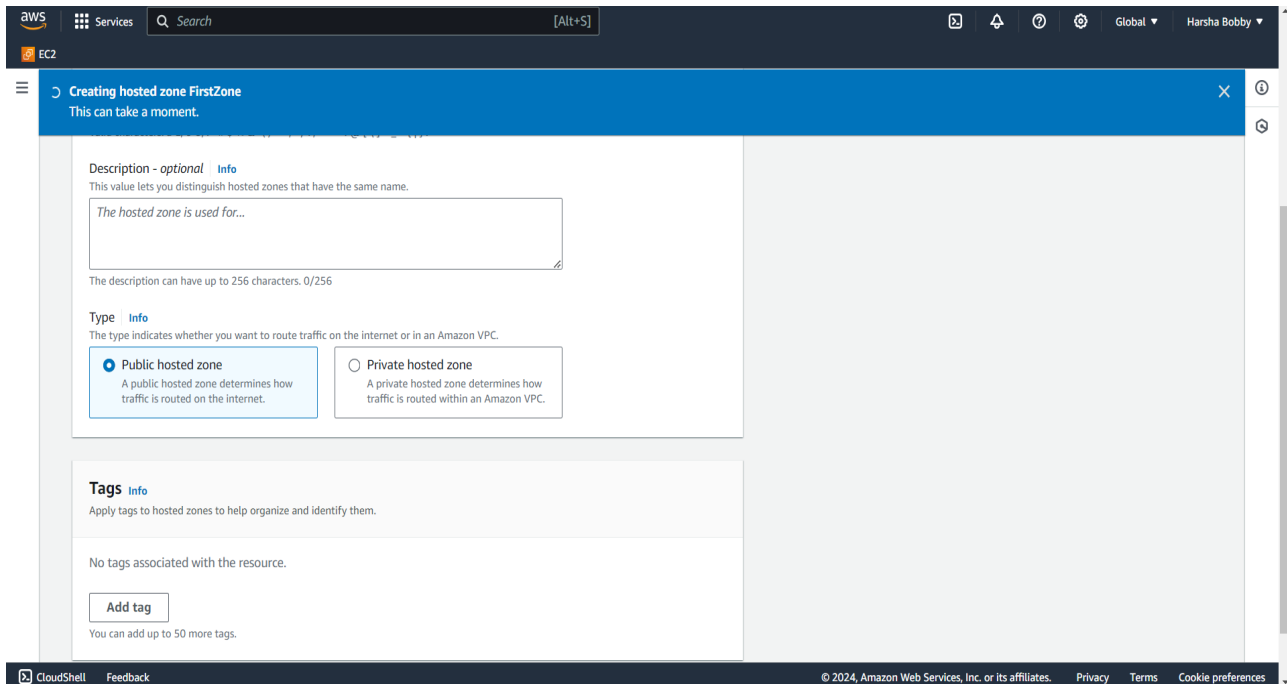 aws
Services
Search
[Alt+S]
Global ▼
Harsha Bobby ▼
EC2
Creating hosted zone FirstZone
This can take a moment.
Description - optional
Info
This value lets you distinguish hosted zones that have the same name.
The hosted zone is used for...
The description can have up to 256 characters. 0/256
Type
Info
The type indicates whether you want to route traffic on the internet or in an Amazon VPC.
Public hosted zone
A public hosted zone determines how
traffic is routed on the internet.
Private hosted zone
A private hosted zone determines how
traffic is routed within an Amazon VPC.
Tags Info
Apply tags to hosted zones to help organize and identify them.
No tags associated with the resource.
Add tag
You can add up to 50 more tags.
CloudShell
Feedback
© 2024, Amazon Web Services, Inc. or its affiliates.
Privacy
Terms
Cookie preferences